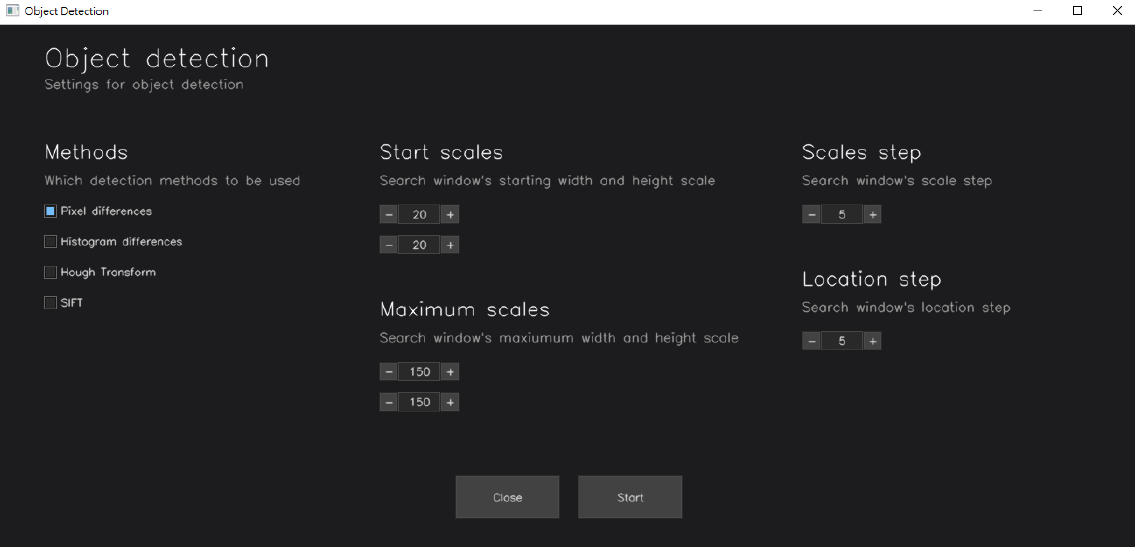 Object Detection
Object detection
Settings for object detection
Methods
Which detection methods to be used
Pixel differences
Histogram differences
Hough Transform
SIFT
Start scales
Search window's starting width and height scale
- 20 +
- 20 +
Maximum scales
Search window's maxiumum width and height scale
- 150 +
- 150 +
Scales step
Search window's scale step
- 5 +
Location step
Search window's location step
- 5 +
Close
Start